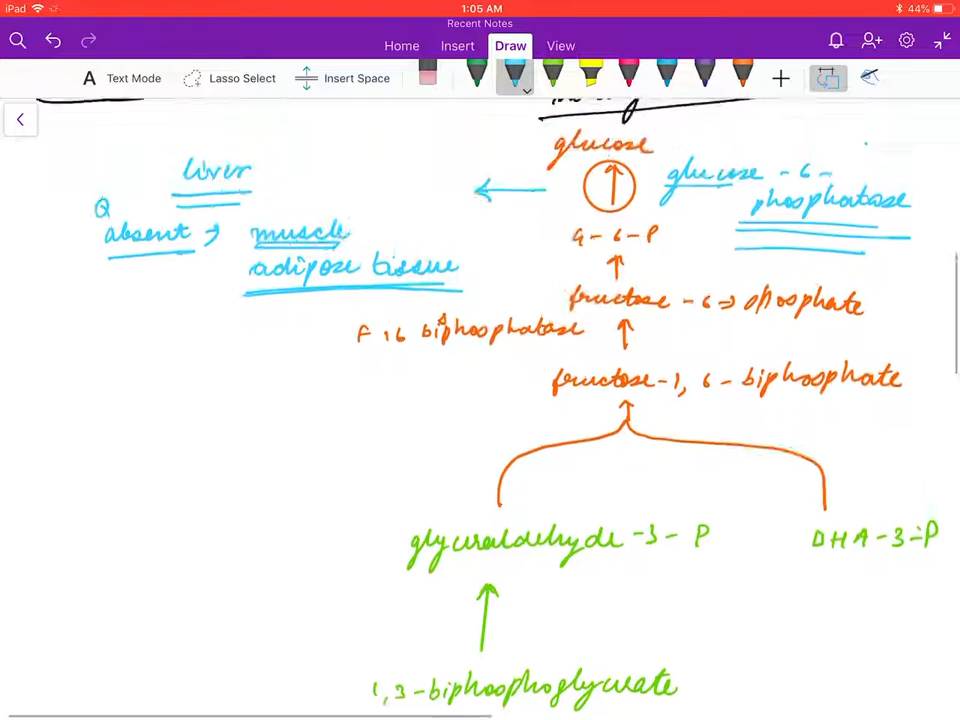 iPad 1:05 AM 44%
Recent Notes
Home Insert Draw View
A Text Mode Lasso Select Insert Space
glucose
liver
glucose - 6 -
phosphatase
Q
absent → muscle
adipose tissue
G - 6 - P
fructose - 6 → phosphate
F 1,6 biphosphatase
fructose - 1, 6 - biphosphate
glyceraldehyde - 3 - P
DHA - 3 - P
1,3 - biphosphoglycerate